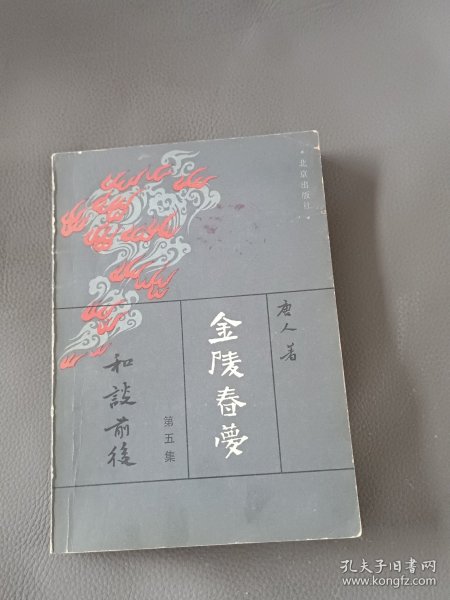 北京出版社
唐人著
金陵春夢
第五集
和談前後
孔夫子旧书网
www.kongfz.com